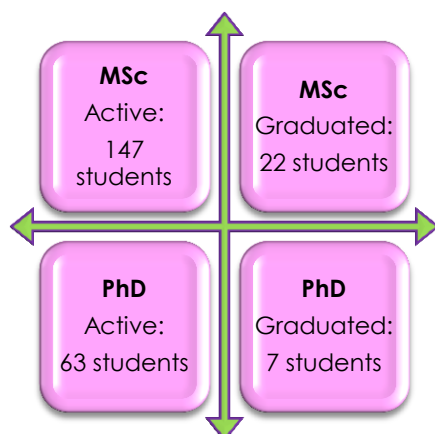 MSc
Active:
147
students
MSc
Graduated:
22 students
PhD
Active:
63 students
PhD
Graduated:
7 students